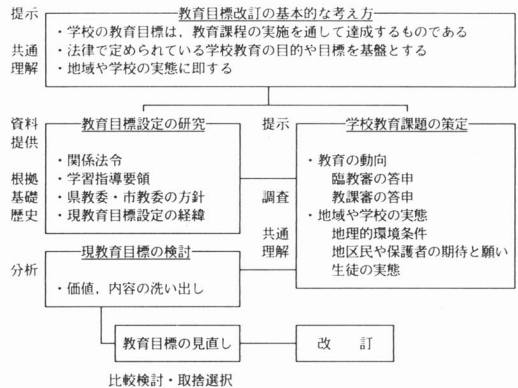 提示
教育目標改訂の基本的な考え方
・学校の教育目標は,教育課程の実施を通して達成するものである
共通
・法律で定められている学校教育の目的や目標を基盤とする
理解
・地域や学校の実態に即する
資料
提供
教育目標設定の研究
・関係法令
根拠
・学習指導要領
基礎
・県教委・市教委の方針
歴史
・現教育目標設定の経緯
提示
学校教育課題の策定
・教育の動向
臨教審の答申
調査
教課審の答申
・地域や学校の実態
共通
地理的環境条件
理解
地区民や保護者の期待と願い
生徒の実態
現教育目標の検討
分析
・価値,内容の洗い出し
教育目標の見直し
改 訂
比較検討・取捨選択